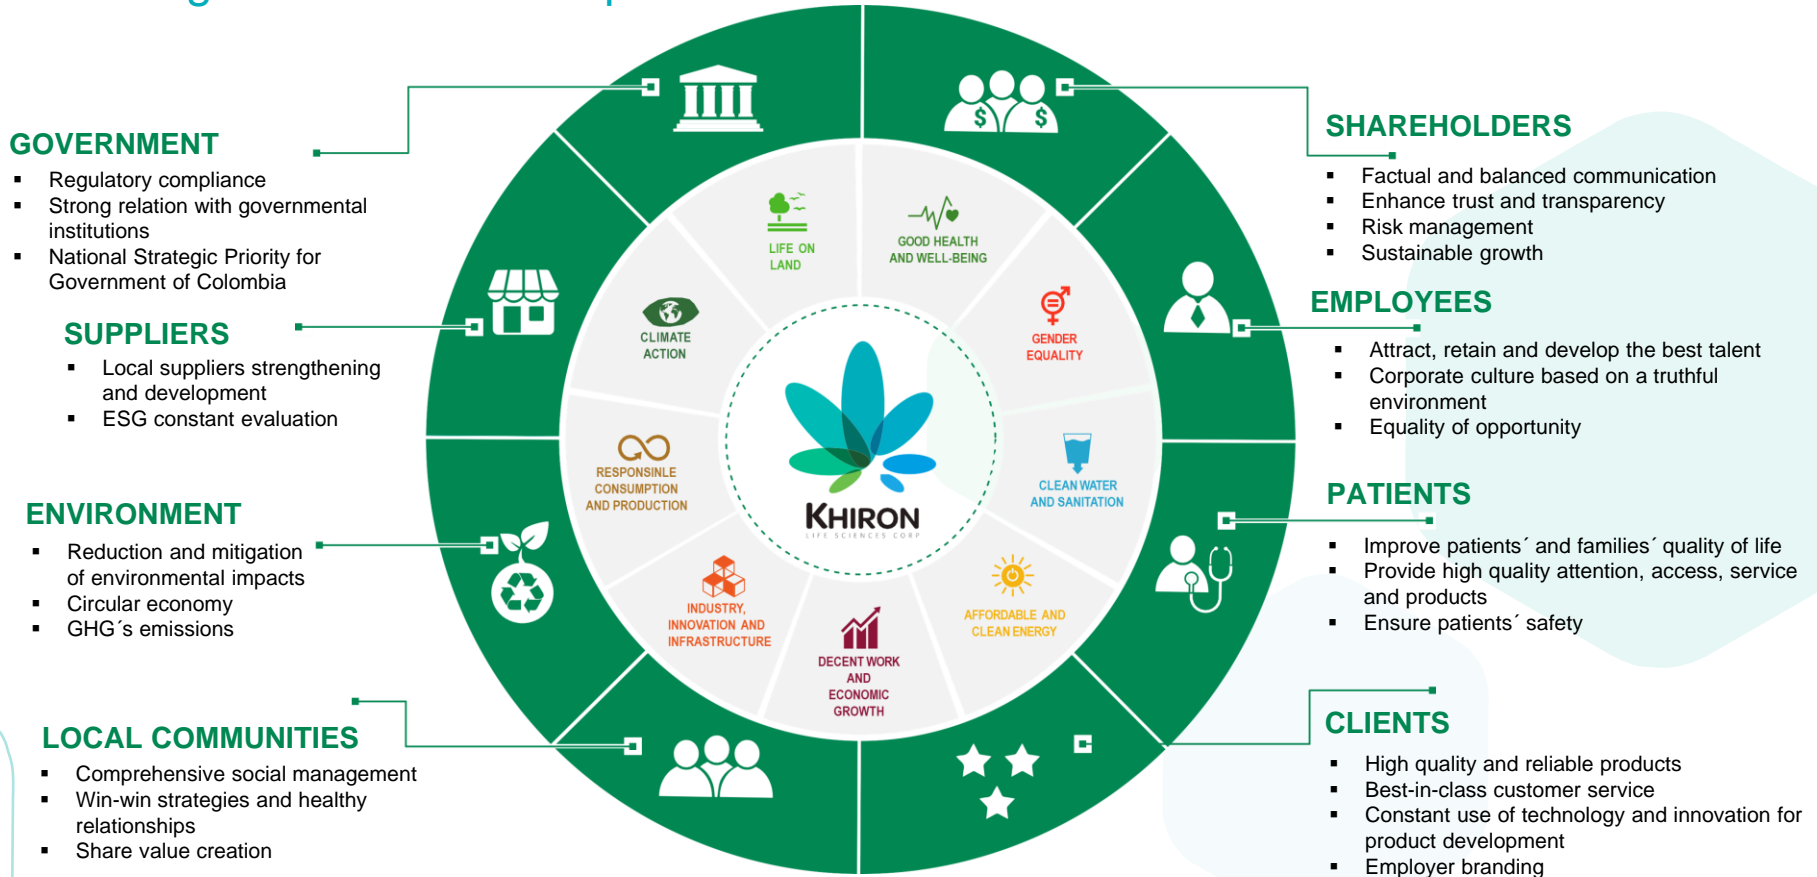 GOVERNMENT
▪ Regulatory compliance
▪ Strong relation with governmental
institutions
▪ National Strategic Priority for
Government of Colombia
SUPPLIERS
▪ Local suppliers strengthening
and development
▪ ESG constant evaluation
ENVIRONMENT
▪ Reduction and mitigation
of environmental impacts
▪ Circular economy
▪ GHG´s emissions
LOCAL COMMUNITIES
▪ Comprehensive social management
▪ Win-win strategies and healthy
relationships
▪ Share value creation
LIFE ON
LAND
GOOD HEALTH
AND WELL-BEING
CLIMATE
ACTION
GENDER
EQUALITY
RESPONSINLE
CONSUMPTION
AND PRODUCTION
CLEAN WATER
AND SANITATION
KHIRON
LIFE SCIENCES CORP
INDUSTRY,
INNOVATION AND
INFRASTRUCTURE
AFFORDABLE AND
CLEAN ENERGY
DECENT WORK
AND
ECONOMIC
GROWTH
$ $
SHAREHOLDERS
▪ Factual and balanced communication
▪ Enhance trust and transparency
▪ Risk management
▪ Sustainable growth
EMPLOYEES
▪ Attract, retain and develop the best talent
▪ Corporate culture based on a truthful
environment
▪ Equality of opportunity
PATIENTS
▪ Improve patients´ and families´ quality of life
▪ Provide high quality attention, access, service
and products
▪ Ensure patients´ safety
CLIENTS
▪ High quality and reliable products
▪ Best-in-class customer service
▪ Constant use of technology and innovation for
product development
▪ Employer branding